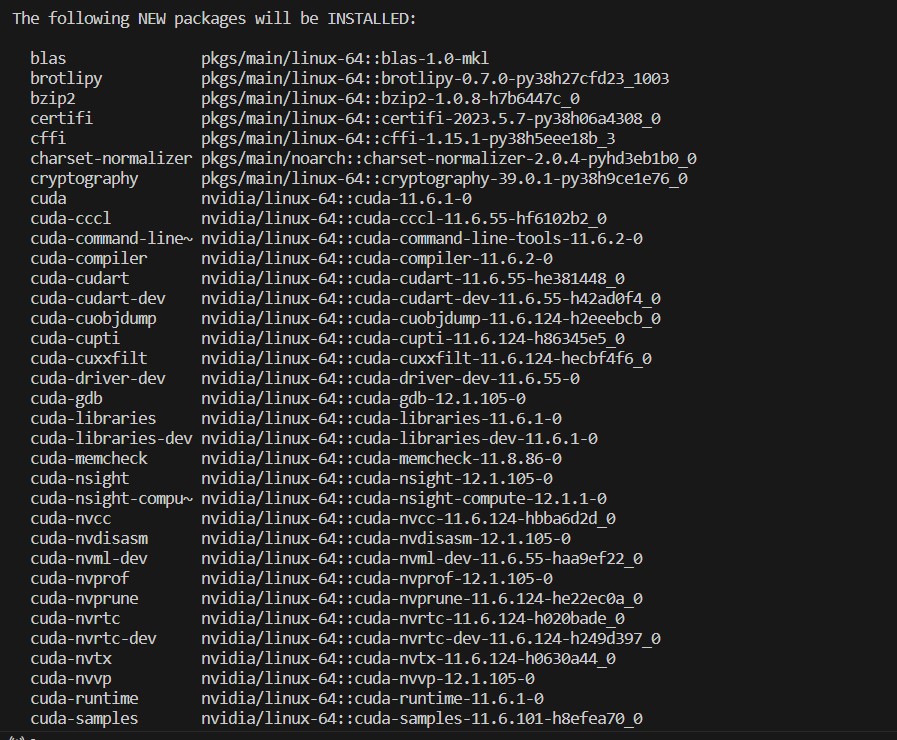 The following NEW packages will be INSTALLED:
blas pkgs/main/linux-64::blas-1.0-mkl
brotlipy pkgs/main/linux-64::brotlipy-0.7.0-py38h27cfd23_1003
bzip2 pkgs/main/linux-64::bzip2-1.0.8-h7b6447c_0
certifi pkgs/main/linux-64::certifi-2023.5.7-py38h06a4308_0
cffi pkgs/main/linux-64::cffi-1.15.1-py38h5eee18b_3
charset-normalizer pkgs/main/noarch::charset-normalizer-2.0.4-pyhd3eb1b0_0
cryptography pkgs/main/linux-64::cryptography-39.0.1-py38h9ce1e76_0
cuda nvidia/linux-64::cuda-11.6.1-0
cuda-cccl nvidia/linux-64::cuda-cccl-11.6.55-hf6102b2_0
cuda-command-line~ nvidia/linux-64::cuda-command-line-tools-11.6.2-0
cuda-compiler nvidia/linux-64::cuda-compiler-11.6.2-0
cuda-cudart nvidia/linux-64::cuda-cudart-11.6.55-he381448_0
cuda-cudart-dev nvidia/linux-64::cuda-cudart-dev-11.6.55-h42ad0f4_0
cuda-cuobjdump nvidia/linux-64::cuda-cuobjdump-11.6.124-h2eeebcb_0
cuda-cupti nvidia/linux-64::cuda-cupti-11.6.124-h86345e5_0
cuda-cuxxfilt nvidia/linux-64::cuda-cuxxfilt-11.6.124-hecbf4f6_0
cuda-driver-dev nvidia/linux-64::cuda-driver-dev-11.6.55-0
cuda-gdb nvidia/linux-64::cuda-gdb-12.1.105-0
cuda-libraries nvidia/linux-64::cuda-libraries-11.6.1-0
cuda-libraries-dev nvidia/linux-64::cuda-libraries-dev-11.6.1-0
cuda-memcheck nvidia/linux-64::cuda-memcheck-11.8.86-0
cuda-nsight nvidia/linux-64::cuda-nsight-12.1.105-0
cuda-nsight-compu~ nvidia/linux-64::cuda-nsight-compute-12.1.1-0
cuda-nvcc nvidia/linux-64::cuda-nvcc-11.6.124-hbba6d2d_0
cuda-nvdisasm nvidia/linux-64::cuda-nvdisasm-12.1.105-0
cuda-nvml-dev nvidia/linux-64::cuda-nvml-dev-11.6.55-haa9ef22_0
cuda-nvprof nvidia/linux-64::cuda-nvprof-12.1.105-0
cuda-nvprune nvidia/linux-64::cuda-nvprune-11.6.124-he22ec0a_0
cuda-nvrtc nvidia/linux-64::cuda-nvrtc-11.6.124-h020bade_0
cuda-nvrtc-dev nvidia/linux-64::cuda-nvrtc-dev-11.6.124-h249d397_0
cuda-nvtx nvidia/linux-64::cuda-nvtx-11.6.124-h0630a44_0
cuda-nvvp nvidia/linux-64::cuda-nvvp-12.1.105-0
cuda-runtime nvidia/linux-64::cuda-runtime-11.6.1-0
cuda-samples nvidia/linux-64::cuda-samples-11.6.101-h8efea70_0